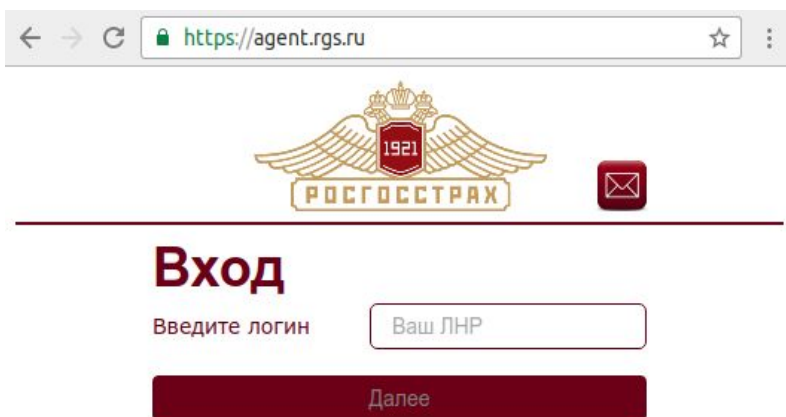 https://agent.rgs.ru
1921
РОСГОССТРАХ
Вход
Введите логин
Ваш ЛНР
Далее